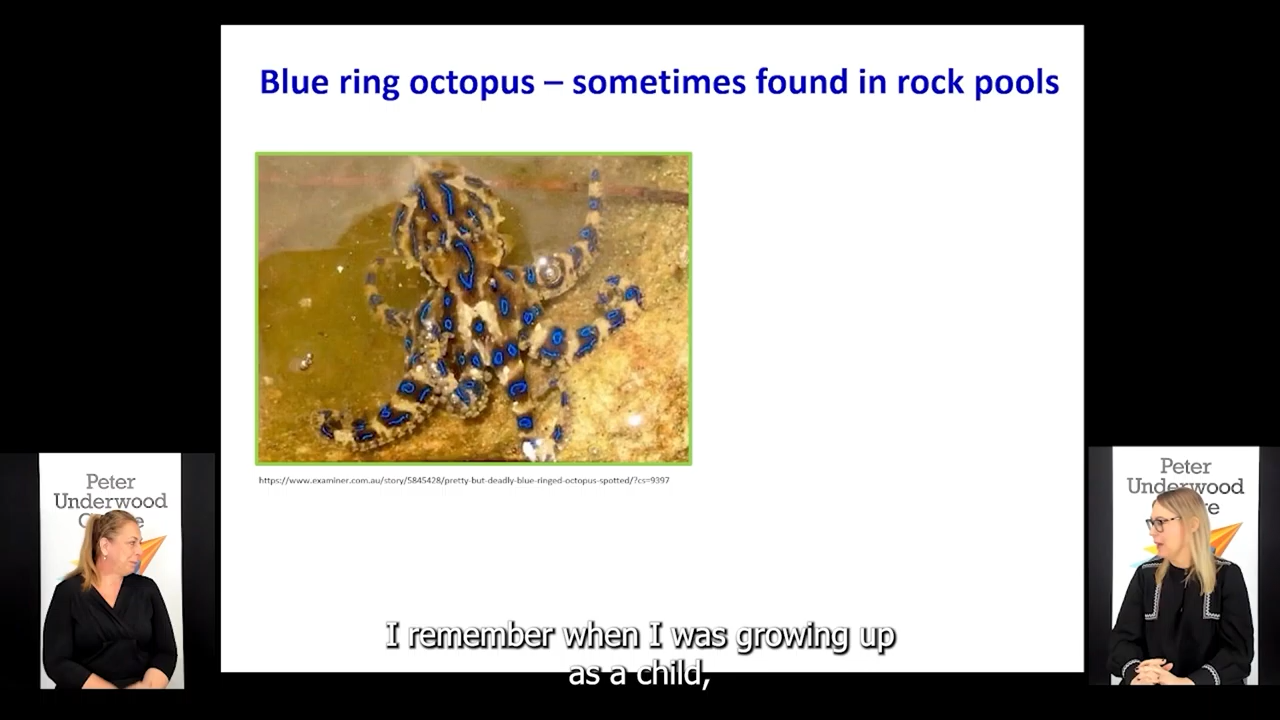 Blue ring octopus – sometimes found in rock pools
https://www.examiner.com.au/story/5845428/pretty-but-deadly-blue-ringed-octopus-spotted/?cs=9397
Peter
Underwood
Peter
Underwood
I remember when I was growing up
as a child,